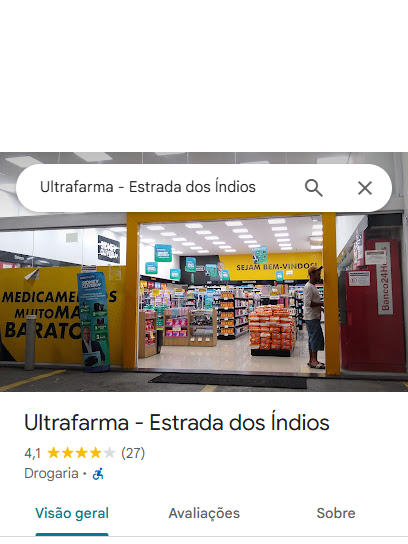 Ultrafarma - Estrada dos Índios
SEJAM BEM-VINDOS!
MEDICAMENTOS
MUITO MAIS
BARATOS
Banco24Horas
Ultrafarma - Estrada dos Índios
4,1 (27)
Drogaria ·
Visão geral
Avaliações
Sobre